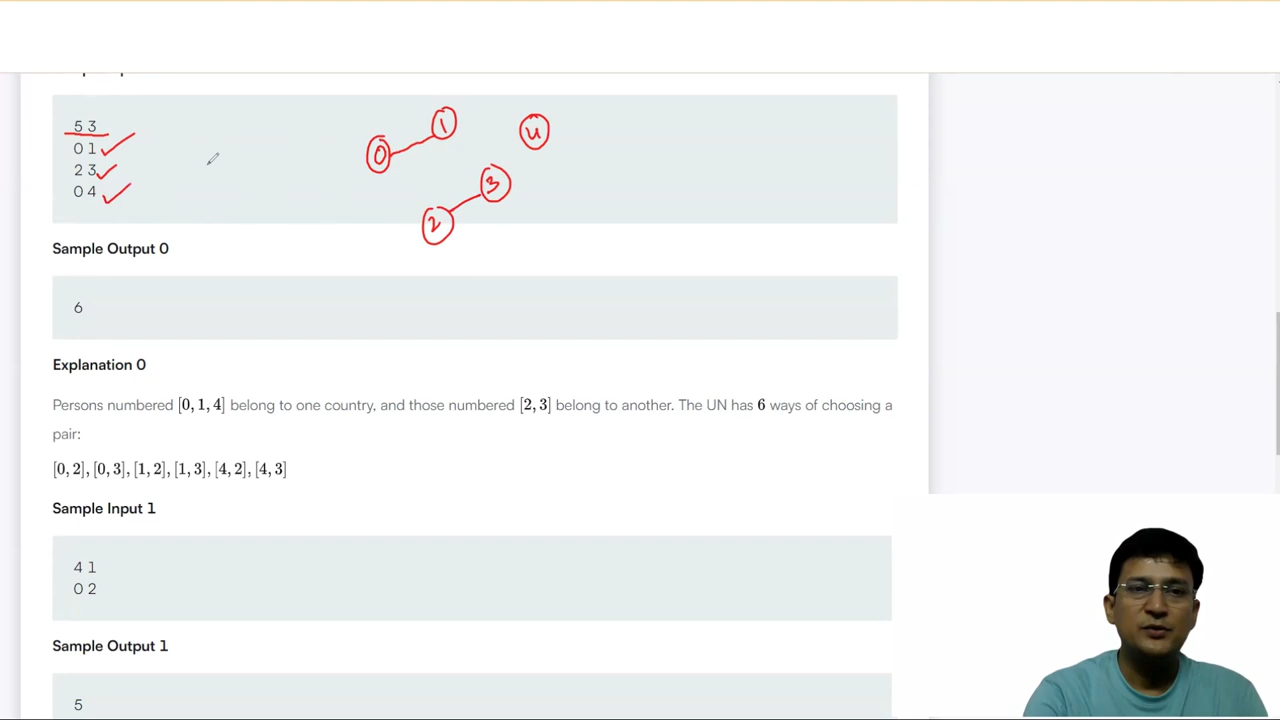 5 3
0 1
2 3
0 4
0
1
4
3
2
Sample Output 0
6
Explanation 0
Persons numbered [0, 1, 4] belong to one country, and those numbered [2, 3] belong to another. The UN has 6 ways of choosing a
pair:
[0, 2], [0, 3], [1, 2], [1, 3], [4, 2], [4, 3]
Sample Input 1
4 1
0 2
Sample Output 1
5